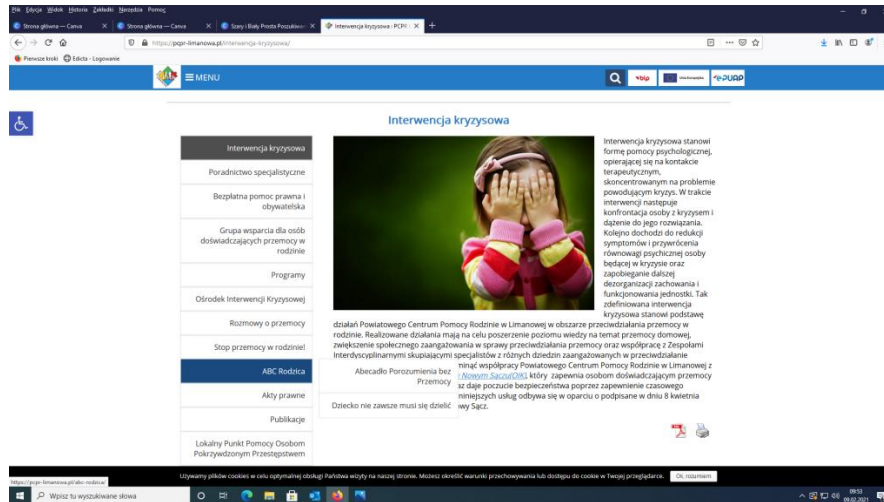 Plik Edycja Widok Historia Zakładki Narzędzia Pomoc
Strona główna — Canva
Strona główna — Canva
Szary i Biały Prosta Poszukiwan
Interwencja kryzysowa - PCPR
https://pcpr-limanowa.pl/interwencja-kryzysowa/
Pierwsze kroki Edicta - Logowanie
MENU
bip
Unia Europejska
ePUAP
Interwencja kryzysowa
Interwencja kryzysowa
Poradnictwo specjalistyczne
Bezpłatna pomoc prawna i
obywatelska
Grupa wsparcia dla osób
doświadczających przemocy w
rodzinie
Programy
Ośrodek Interwencji Kryzysowej
Rozmowy o przemocy
Stop przemocy w rodzinie!
ABC Rodzica
Akty prawne
Publikacje
Lokalny Punkt Pomocy Osobom
Pokrzywdzonym Przestępstwem
Abecadło Porozumienia bez
Przemocy
Dziecko nie zawsze musi się dzielić
Interwencja kryzysowa stanowi
formę pomocy psychologicznej,
opierającej się na kontakcie
terapeutycznym,
skoncentrowanym na problemie
powodującym kryzys. W trakcie
interwencji następuje
konfrontacja osoby z kryzysem i
dążenie do jego rozwiązania.
Kolejno dochodzi do redukcji
symptomów i przywrócenia
równowagi psychicznej osoby
będącej w kryzysie oraz
zapobieganie dalszej
dezorganizacji zachowania i
funkcjonowania jednostki. Tak
zdefiniowana interwencja
kryzysowa stanowi podstawę
działań Powiatowego Centrum Pomocy Rodzinie w Limanowej w obszarze przeciwdziałania przemocy w
rodzinie. Realizowane działania mają na celu poszerzenie poziomu wiedzy na temat przemocy domowej,
zwiększenie społecznego zaangażowania w sprawy przeciwdziałania przemocy oraz współpracę z Zespołami
Interdyscyplinarnymi skupiającymi specjalistów z różnych dziedzin zaangażowanych w przeciwdziałanie
minąć współpracy Powiatowego Centrum Pomocy Rodzinie w Limanowej z
Nowym Sączu(OIK), który zapewnia osobom doświadczającym przemocy
az daje poczucie bezpieczeństwa poprzez zapewnienie czasowego
niniejszych usług odbywa się w oparciu o podpisane w dniu 8 kwietnia
wy Sącz.
Używamy plików cookies w celu optymalnej obsługi Państwa wizyty na naszej stronie. Możesz określić warunki przechowywania lub dostępu do cookie w Twojej przeglądarce. Ok, rozumiem
https://pcpr-limanowa.pl/abc-rodzica/
Wpisz tu wyszukiwane słowa
09:53
09.02.2021